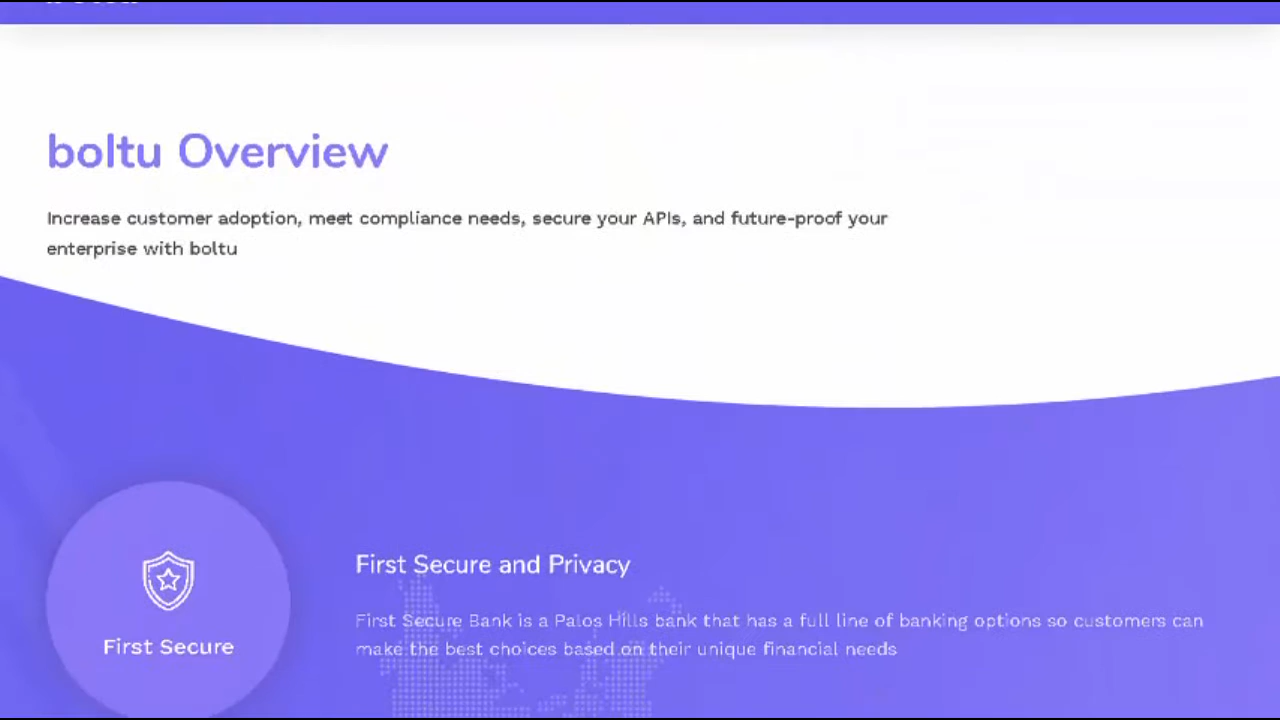 boltu Overview
Increase customer adoption, meet compliance needs, secure your APIs, and future-proof your
enterprise with boltu
First Secure
First Secure and Privacy
First Secure Bank is a Palos Hills bank that has a full line of banking options so customers can
make the best choices based on their unique financial needs